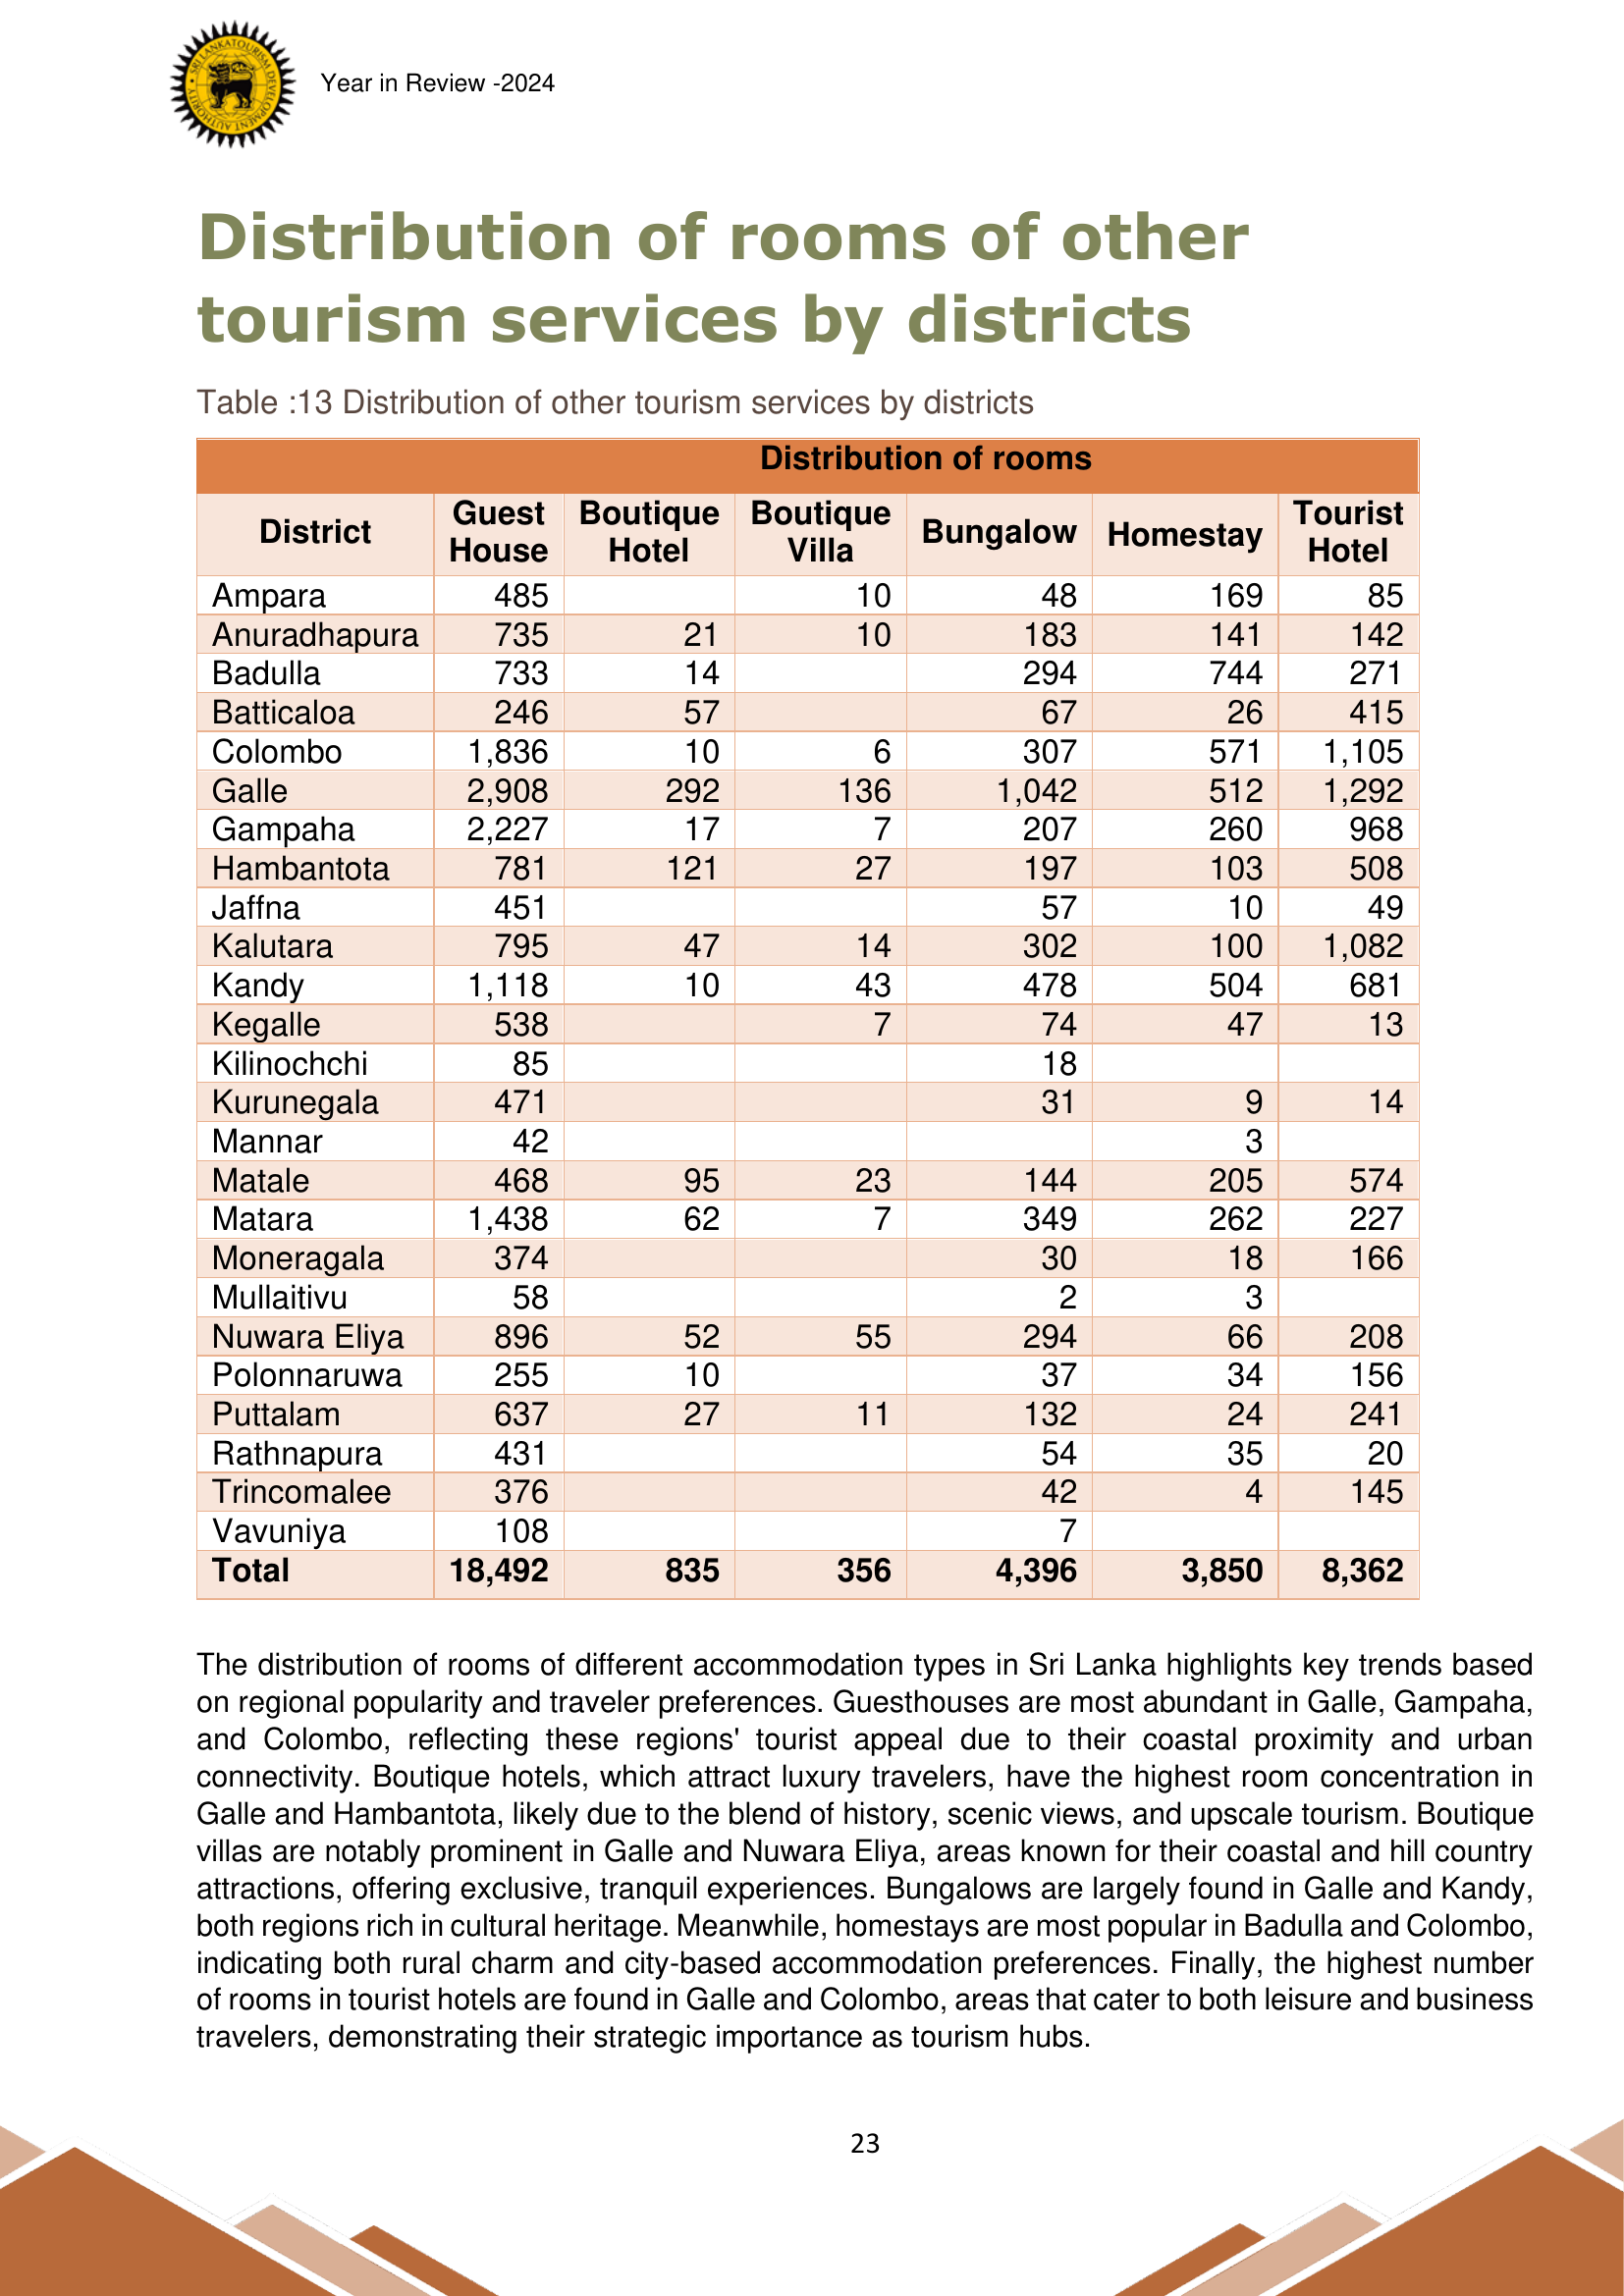 SRI LANKA TOURISM DEVELOPMENT AUTHORITY
Year in Review -2024
Distribution of rooms of other
tourism services by districts
Table :13 Distribution of other tourism services by districts
Distribution of rooms
District Guest House Boutique Hotel Boutique Villa Bungalow Homestay Tourist Hotel
Ampara 485 10 48 169 85
Anuradhapura 735 21 10 183 141 142
Badulla 733 14 294 744 271
Batticaloa 246 57 67 26 415
Colombo 1,836 10 6 307 571 1,105
Galle 2,908 292 136 1,042 512 1,292
Gampaha 2,227 17 7 207 260 968
Hambantota 781 121 27 197 103 508
Jaffna 451 57 10 49
Kalutara 795 47 14 302 100 1,082
Kandy 1,118 10 43 478 504 681
Kegalle 538 7 74 47 13
Kilinochchi 85 18
Kurunegala 471 31 9 14
Mannar 42 3
Matale 468 95 23 144 205 574
Matara 1,438 62 7 349 262 227
Moneragala 374 30 18 166
Mullaitivu 58 2 3
Nuwara Eliya 896 52 55 294 66 208
Polonnaruwa 255 10 37 34 156
Puttalam 637 27 11 132 24 241
Rathnapura 431 54 35 20
Trincomalee 376 42 4 145
Vavuniya 108 7
Total 18,492 835 356 4,396 3,850 8,362
The distribution of rooms of different accommodation types in Sri Lanka highlights key trends based
on regional popularity and traveler preferences. Guesthouses are most abundant in Galle, Gampaha,
and Colombo, reflecting these regions' tourist appeal due to their coastal proximity and urban
connectivity. Boutique hotels, which attract luxury travelers, have the highest room concentration in
Galle and Hambantota, likely due to the blend of history, scenic views, and upscale tourism. Boutique
villas are notably prominent in Galle and Nuwara Eliya, areas known for their coastal and hill country
attractions, offering exclusive, tranquil experiences. Bungalows are largely found in Galle and Kandy,
both regions rich in cultural heritage. Meanwhile, homestays are most popular in Badulla and Colombo,
indicating both rural charm and city-based accommodation preferences. Finally, the highest number
of rooms in tourist hotels are found in Galle and Colombo, areas that cater to both leisure and business
travelers, demonstrating their strategic importance as tourism hubs.
23